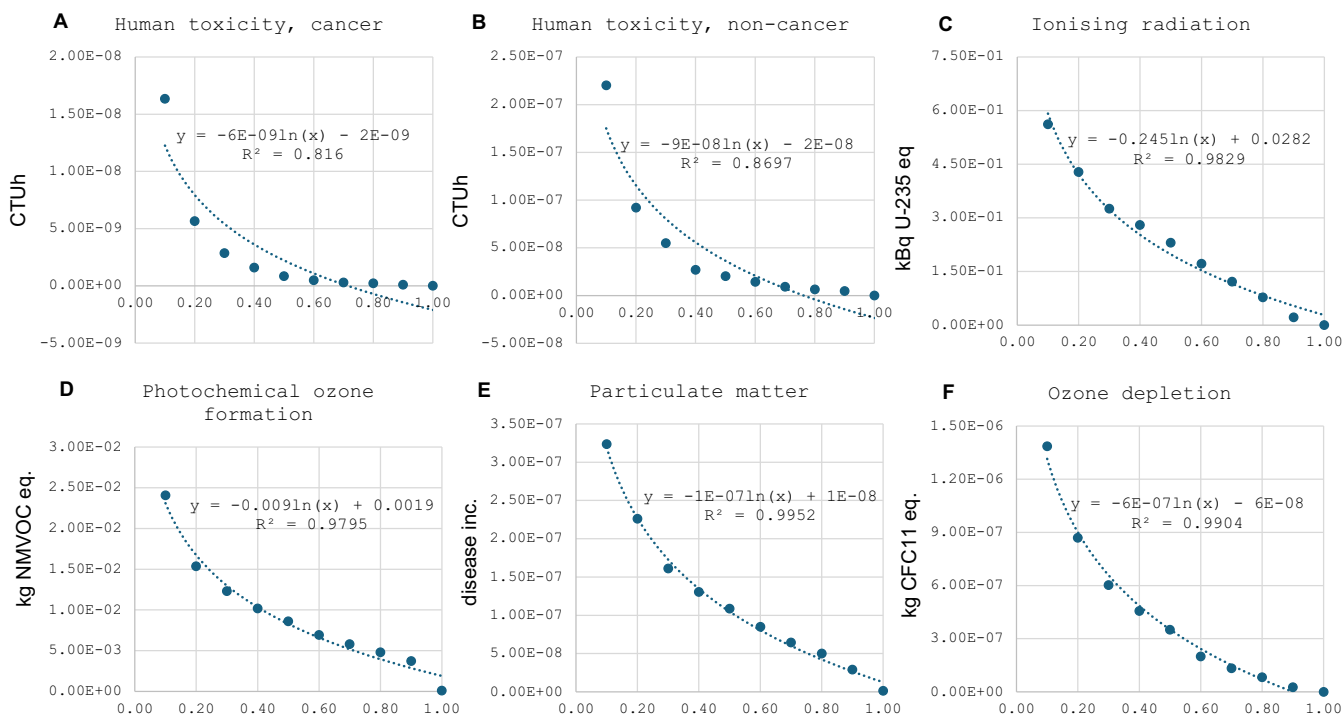 A
Human toxicity, cancer
CTUh
2.00E-08
1.50E-08
1.00E-08
5.00E-09
0.00E+00
-5.00E-09
y = -6E-09ln(x) - 2E-09
R² = 0.816
0.00
0.20
0.40
0.60
0.80
1.00
B
Human toxicity, non-cancer
CTUh
2.50E-07
2.00E-07
1.50E-07
1.00E-07
5.00E-08
0.00E+00
-5.00E-08
y = -9E-08ln(x) - 2E-08
R² = 0.8697
0.00
0.20
0.40
0.60
0.80
1.00
C
Ionising radiation
kBq U-235 eq
7.50E-01
6.00E-01
4.50E-01
3.00E-01
1.50E-01
0.00E+00
y = -0.245ln(x) + 0.0282
R² = 0.9829
0.00
0.20
0.40
0.60
0.80
1.00
D
Photochemical ozone
formation
kg NMVOC eq.
3.00E-02
2.50E-02
2.00E-02
1.50E-02
1.00E-02
5.00E-03
0.00E+00
y = -0.009ln(x) + 0.0019
R² = 0.9795
0.00
0.20
0.40
0.60
0.80
1.00
E
Particulate matter
disease inc.
3.50E-07
3.00E-07
2.50E-07
2.00E-07
1.50E-07
1.00E-07
5.00E-08
0.00E+00
y = -1E-07ln(x) + 1E-08
R² = 0.9952
0.00
0.20
0.40
0.60
0.80
1.00
F
Ozone depletion
kg CFC11 eq.
1.50E-06
1.20E-06
9.00E-07
6.00E-07
3.00E-07
0.00E+00
y = -6E-07ln(x) - 6E-08
R² = 0.9904
0.00
0.20
0.40
0.60
0.80
1.00